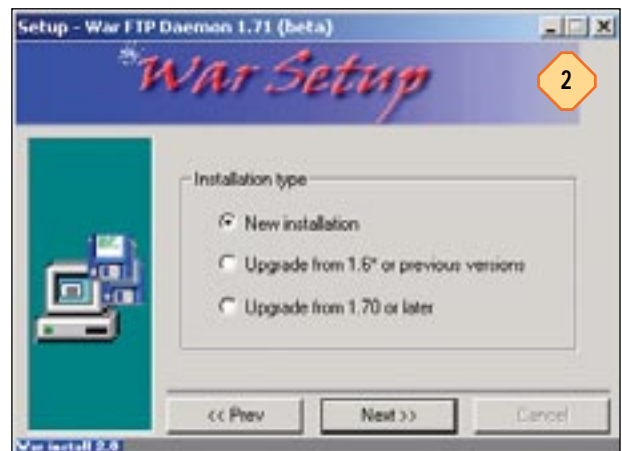 Setup - War FTP Daemon 1.71 (beta)
War Setup
2
Installation type
New installation
Upgrade from 1.6* or previous versions
Upgrade from 1.70 or later
<< Prev
Next >>
Cancel
War install 2.0